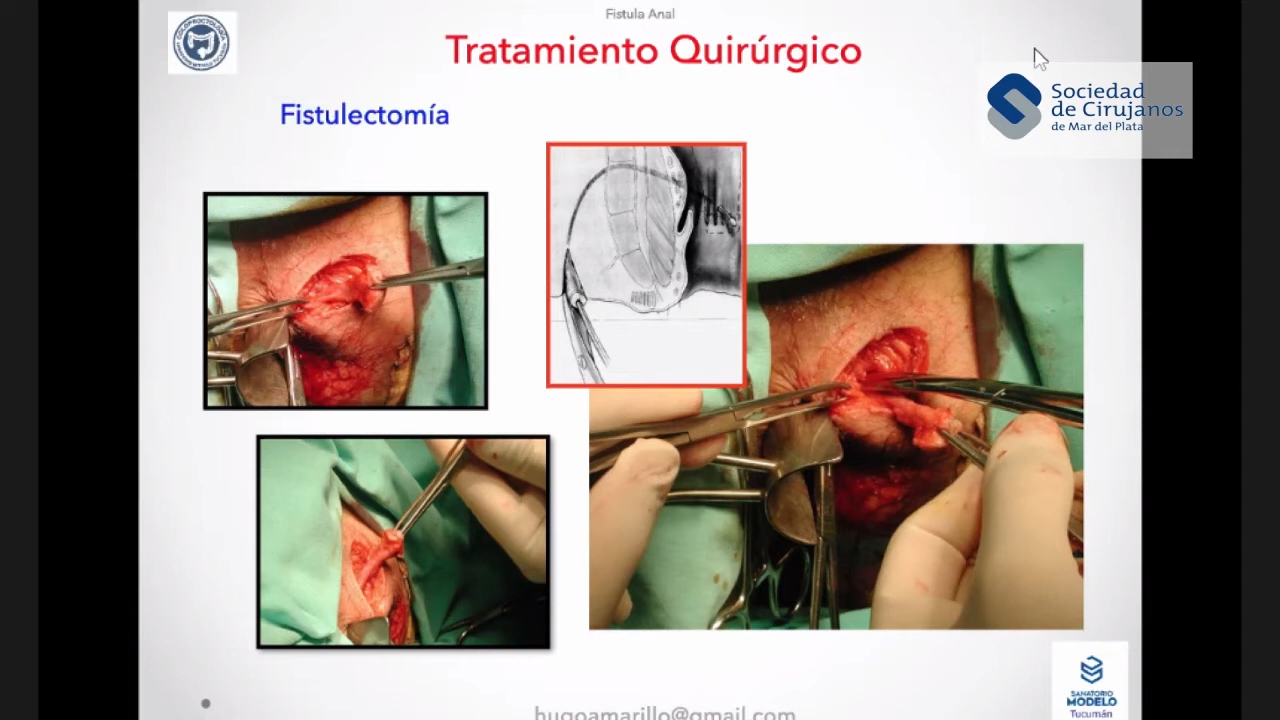 Fistula Anal
Tratamiento Quirúrgico
Sociedad
de Cirujanos
de Mar del Plata
Fistulectomía
hugoamarillo@gmail.com
SANATORIO
MODELO
Tucumán